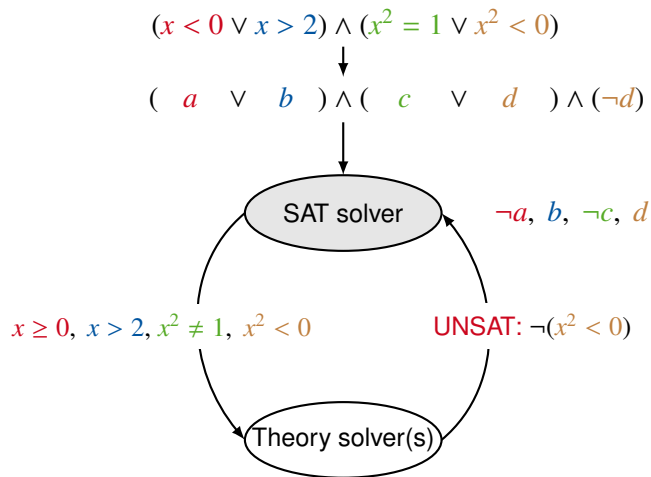 (x < 0 ∨ x > 2) ∧ (x² = 1 ∨ x² < 0)
( a ∨ b ) ∧ ( c ∨ d ) ∧ (¬d)
SAT solver
¬a, b, ¬c, d
x ≥ 0, x > 2, x² ≠ 1, x² < 0
UNSAT: ¬(x² < 0)
Theory solver(s)